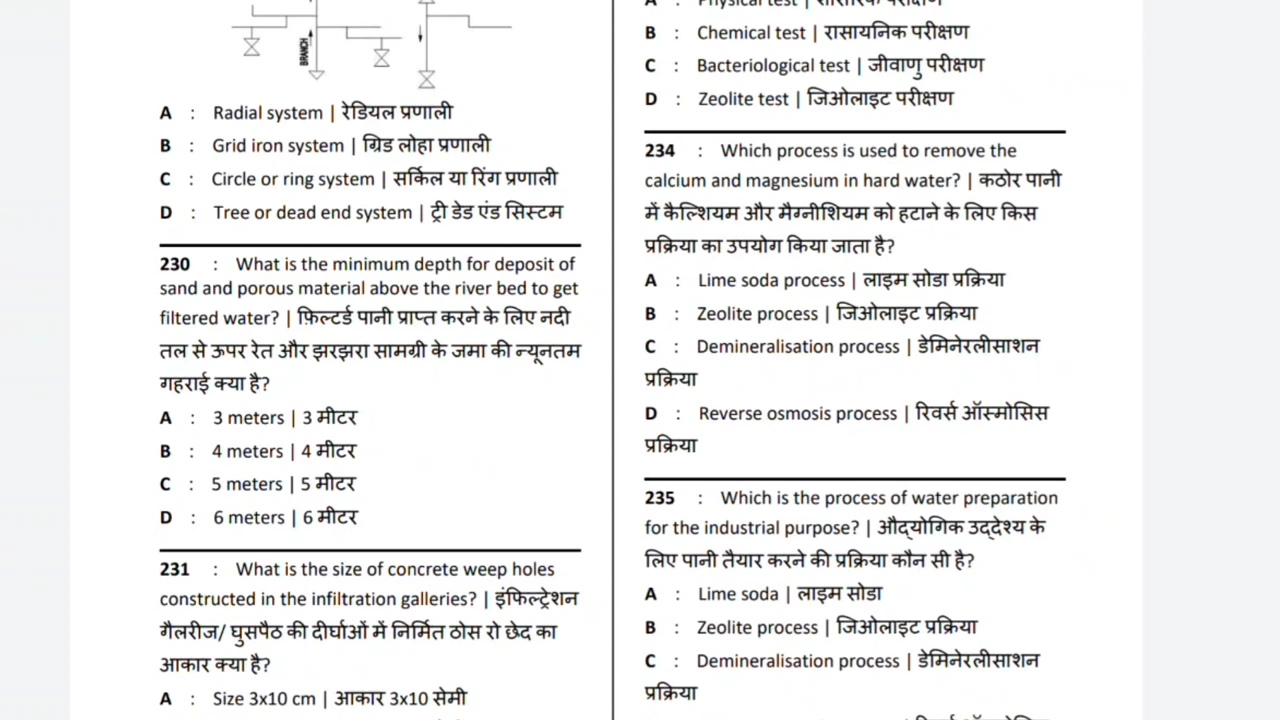 BRANCH
A : Radial system | रेडियल प्रणाली
B : Grid iron system | ग्रिड लोहा प्रणाली
C : Circle or ring system | सर्किल या रिंग प्रणाली
D : Tree or dead end system | ट्री डेड एंड सिस्टम
230 : What is the minimum depth for deposit of
sand and porous material above the river bed to get
filtered water? | फ़िल्टर्ड पानी प्राप्त करने के लिए नदी
तल से ऊपर रेत और झरझरा सामग्री के जमा की न्यूनतम
गहराई क्या है?
A : 3 meters | 3 मीटर
B : 4 meters | 4 मीटर
C : 5 meters | 5 मीटर
D : 6 meters | 6 मीटर
231 : What is the size of concrete weep holes
constructed in the infiltration galleries? | इंफिल्ट्रेशन
गैलरीज/ घुसपैठ की दीर्घाओं में निर्मित ठोस रो छेद का
आकार क्या है?
A : Size 3x10 cm | आकार 3x10 सेमी
A : Physical test | शारीरिक परीक्षण
B : Chemical test | रासायनिक परीक्षण
C : Bacteriological test | जीवाणु परीक्षण
D : Zeolite test | जिओलाइट परीक्षण
234 : Which process is used to remove the
calcium and magnesium in hard water? | कठोर पानी
में कैल्शियम और मैग्नीशियम को हटाने के लिए किस
प्रक्रिया का उपयोग किया जाता है?
A : Lime soda process | लाइम सोडा प्रक्रिया
B : Zeolite process | जिओलाइट प्रक्रिया
C : Demineralisation process | डेमिनेरलीसाशन
प्रक्रिया
D : Reverse osmosis process | रिवर्स ऑस्मोसिस
प्रक्रिया
235 : Which is the process of water preparation
for the industrial purpose? | औद्योगिक उद्देश्य के
लिए पानी तैयार करने की प्रक्रिया कौन सी है?
A : Lime soda | लाइम सोडा
B : Zeolite process | जिओलाइट प्रक्रिया
C : Demineralisation process | डेमिनेरलीसाशन
प्रक्रिया